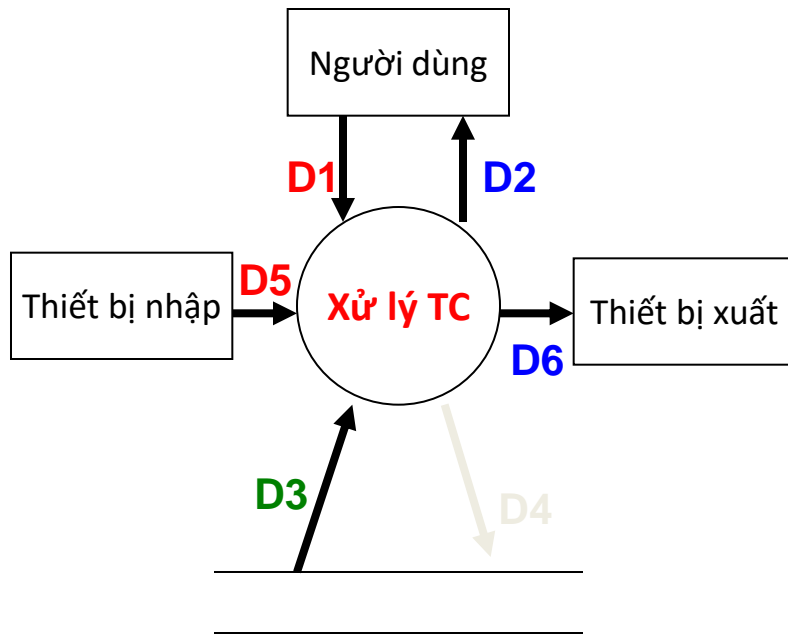 Người dùng
D1
D2
Thiết bị nhập
D5
Xử lý TC
Thiết bị xuất
D6
D3
D4